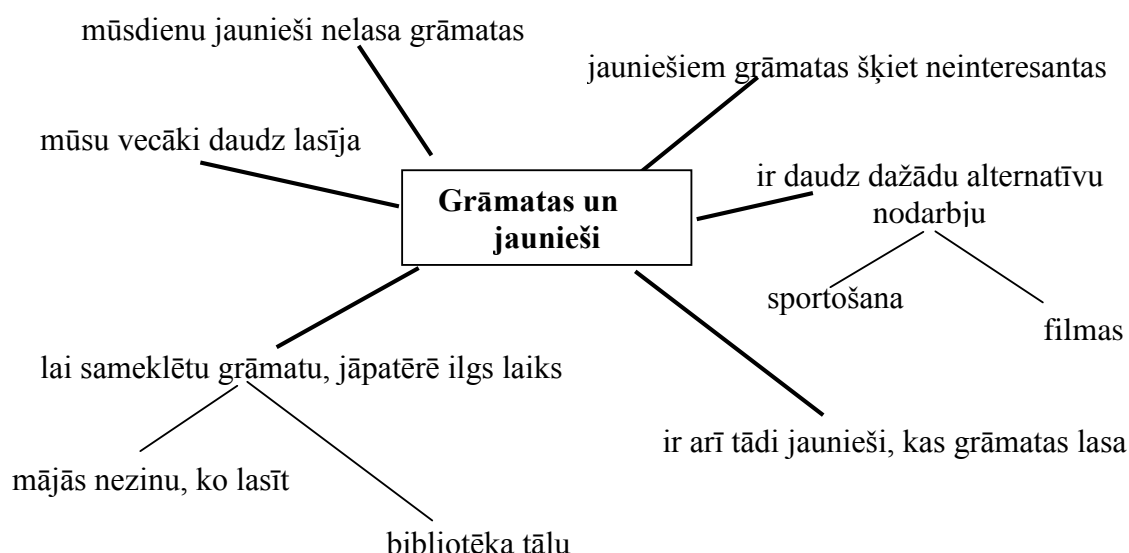 mūsdienu jaunieši nelasa grāmatas
jauniešiem grāmatas šķiet neinteresantas
mūsu vecāki daudz lasīja
ir daudz dažādu alternatīvu
nodarbju
Grāmatas un
jaunieši
sportošana
filmas
lai sameklētu grāmatu, jāpatērē ilgs laiks
ir arī tādi jaunieši, kas grāmatas lasa
mājās nezinu, ko lasīt
bibliotēka tālu